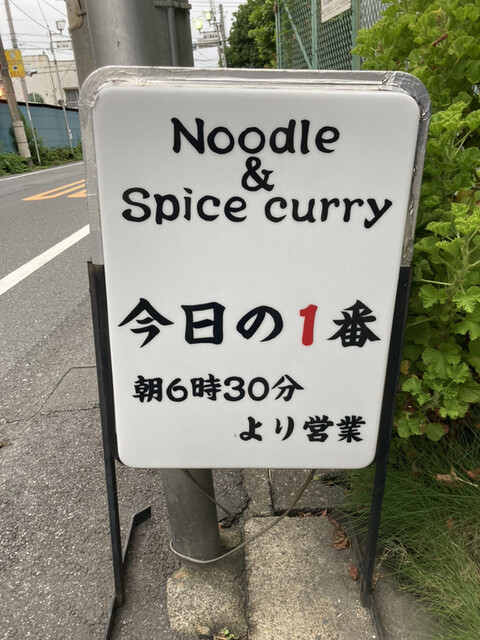 Noodle
&
Spice curry
今日の1番
朝6時30分
より営業